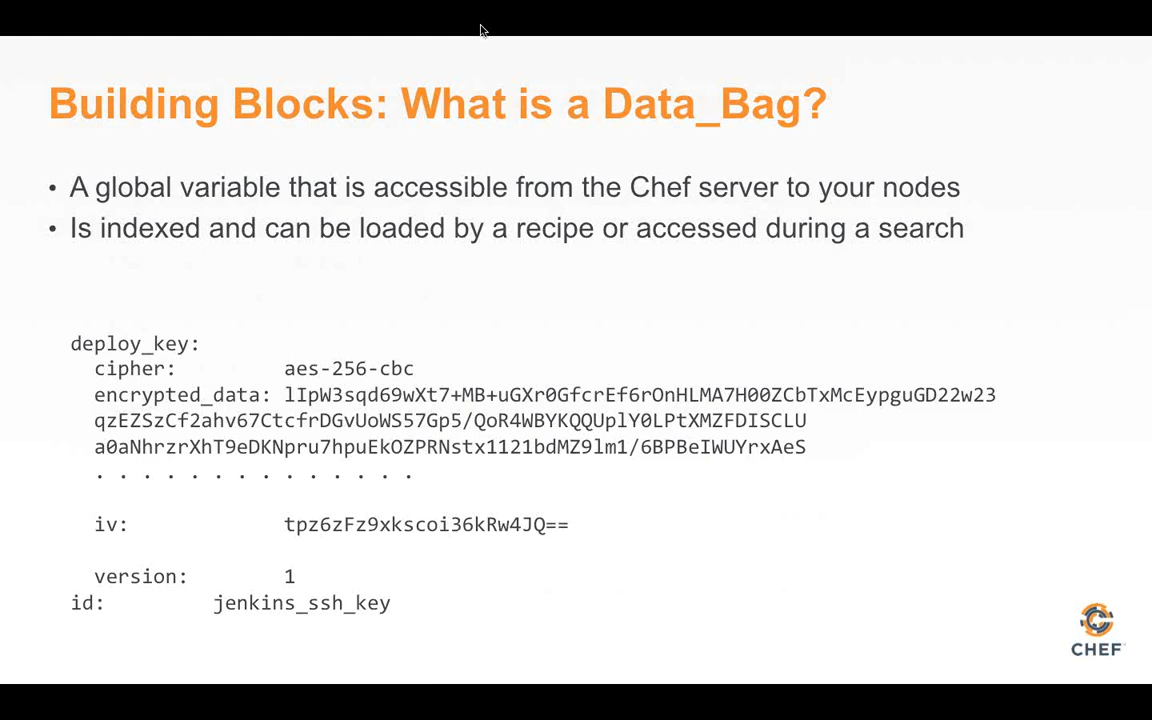 Building Blocks: What is a Data_Bag?
• A global variable that is accessible from the Chef server to your nodes
• Is indexed and can be loaded by a recipe or accessed during a search
deploy_key:
cipher: aes-256-cbc
encrypted_data: lIpW3sqd69wXt7+MB+uGXr0GfcrEf6rOnHLMA7H00ZCbTxMcEypguGD22w23
qzEZSzCf2ahv67CtcfrDGvUoWS57Gp5/QoR4WBYKQQUplY0LPtXMZFDISCLU
a0aNhrzrXhT9eDKNpru7hpuEkOZPRNstx1121bdMZ9lm1/6BPBeIWUYrxAeS
. . . . . . . . . . . . . .
iv: tpz6zFz9xkscoi36kRw4JQ==
version: 1
id: jenkins_ssh_key
CHEF